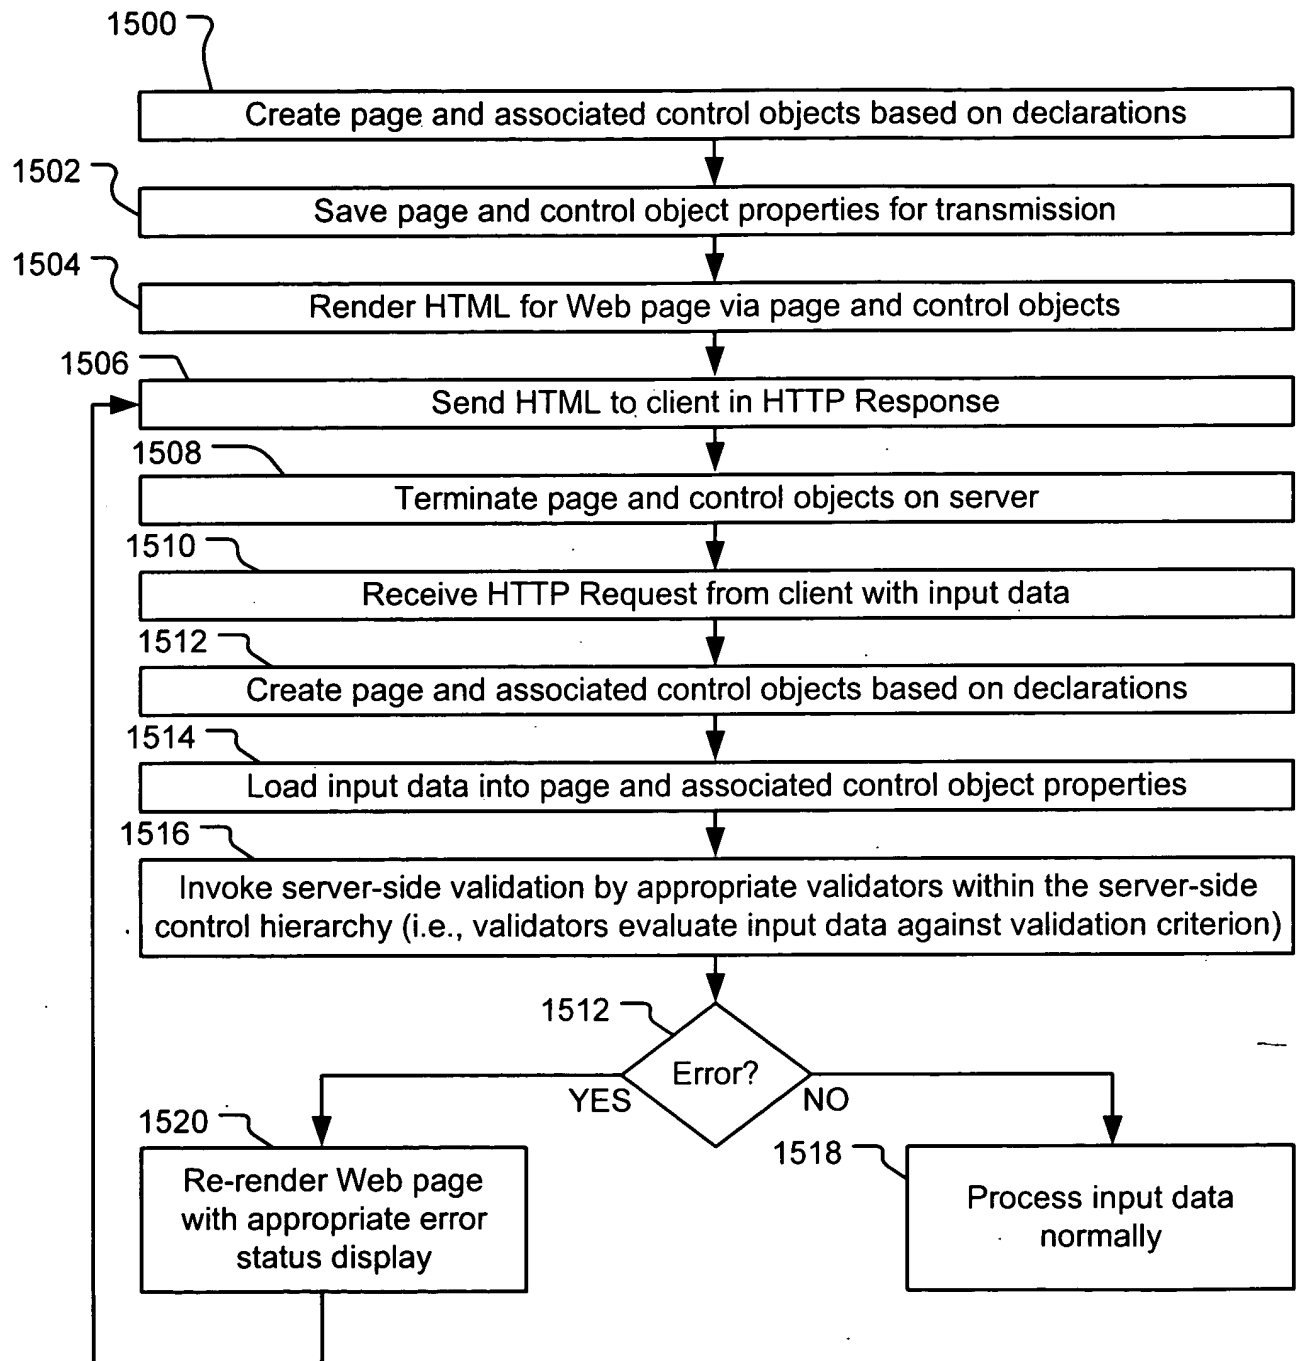 1500
Create page and associated control objects based on declarations
1502
Save page and control object properties for transmission
1504
Render HTML for Web page via page and control objects
1506
Send HTML to client in HTTP Response
1508
Terminate page and control objects on server
1510
Receive HTTP Request from client with input data
1512
Create page and associated control objects based on declarations
1514
Load input data into page and associated control object properties
1516
Invoke server-side validation by appropriate validators within the server-side
control hierarchy (i.e., validators evaluate input data against validation criterion)
1512
Error?
YES
NO
1520
Re-render Web page
with appropriate error
status display
1518
Process input data
normally